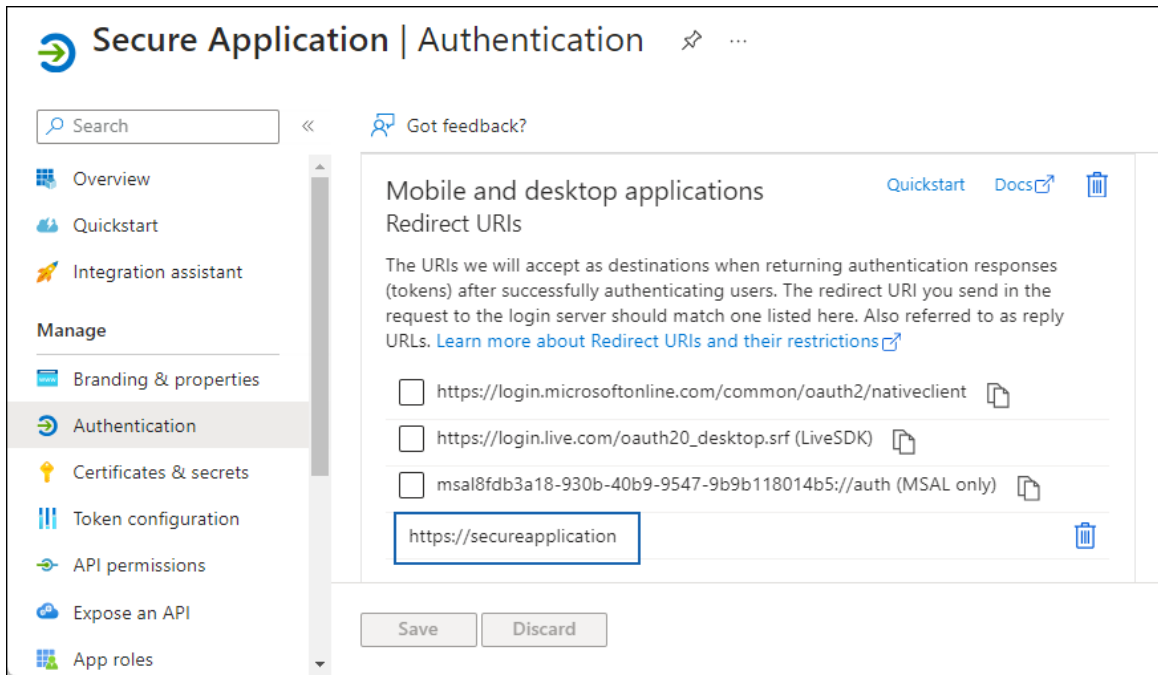 Secure Application | Authentication ...
Search «
Got feedback?
Overview
Quickstart
Integration assistant
Manage
Branding & properties
Authentication
Certificates & secrets
Token configuration
API permissions
Expose an API
App roles
Mobile and desktop applications
Quickstart Docs
Redirect URIs
The URIs we will accept as destinations when returning authentication responses
(tokens) after successfully authenticating users. The redirect URI you send in the
request to the login server should match one listed here. Also referred to as reply
URLs. Learn more about Redirect URIs and their restrictions
https://login.microsoftonline.com/common/oauth2/nativeclient
https://login.live.com/oauth20_desktop.srf (LiveSDK)
msal8fdb3a18-930b-40b9-9547-9b9b118014b5://auth (MSAL only)
https://secureapplication
Save Discard